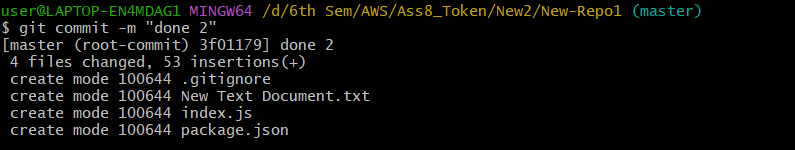 user@LAPTOP-EN4MDAG1 MINGW64 /d/6th Sem/AWS/Ass8_Token/New2/New-Repo1 (master)
$ git commit -m "done 2"
[master (root-commit) 3f01179] done 2
 4 files changed, 53 insertions(+)
 create mode 100644 .gitignore
 create mode 100644 New Text Document.txt
 create mode 100644 index.js
 create mode 100644 package.json